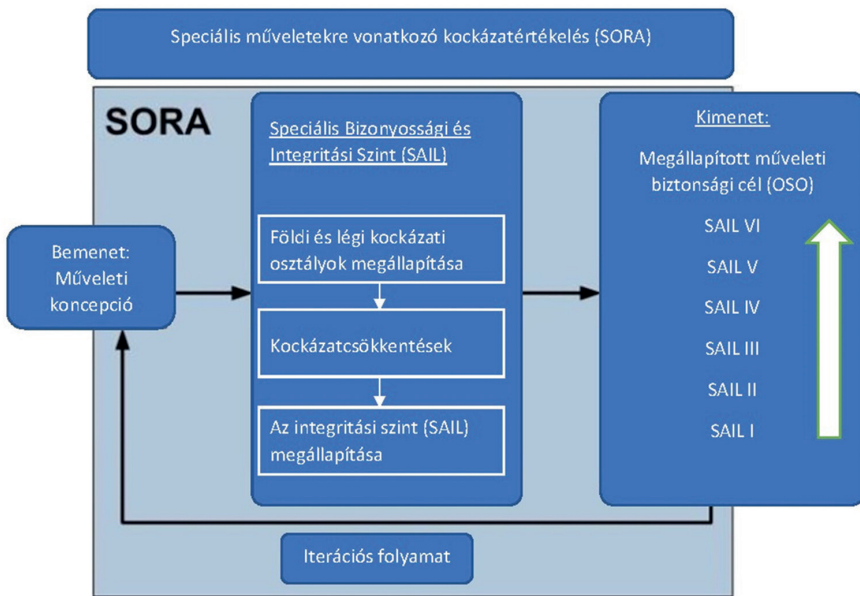 Speciális műveletekre vonatkozó kockázatértékelés (SORA)
SORA
Bemenet:
Műveleti
koncepció
Speciális Bizonyossági és
Integritási Szint (SAIL)
Földi és légi kockázati
osztályok megállapítása
Kockázatcsökkentések
Az integritási szint (SAIL)
megállapítása
Kimenet:
Megállapított műveleti
biztonsági cél (OSO)
SAIL VI
SAIL V
SAIL IV
SAIL III
SAIL II
SAIL I
Iterációs folyamat